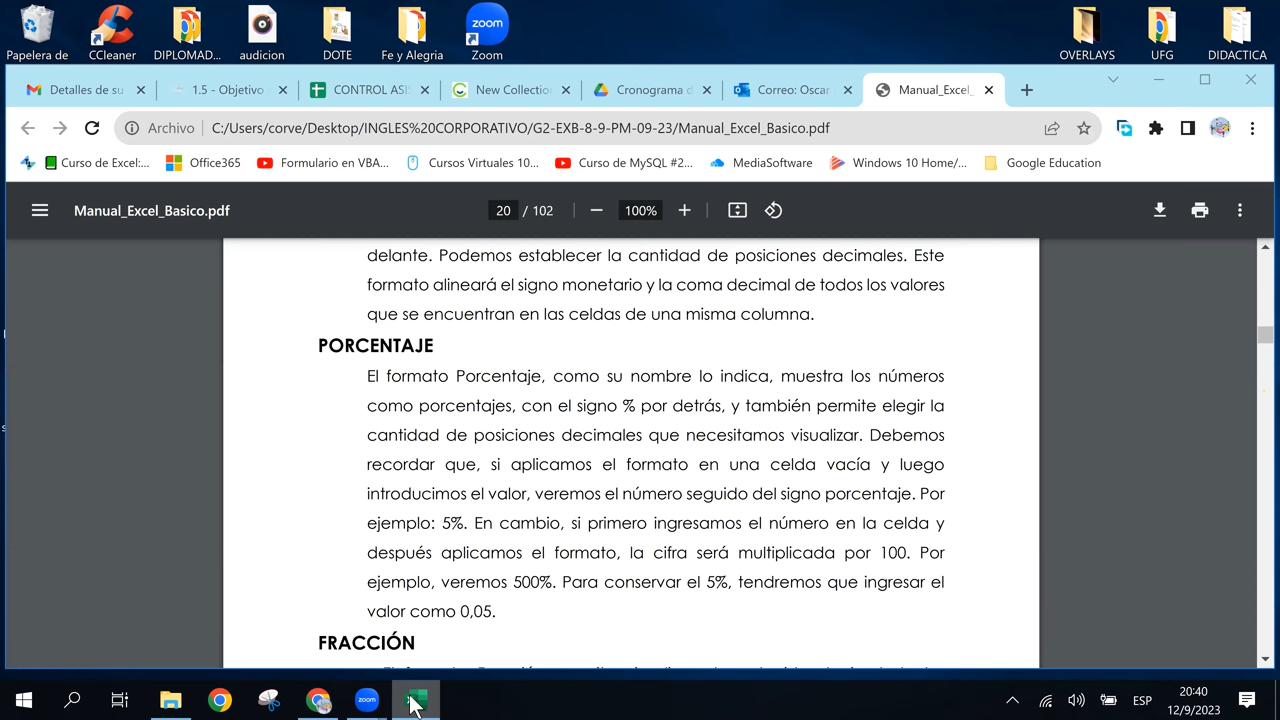 Papelera de
CCleaner
DIPLOMAD...
audicion
DOTE
Fe y Alegria
zoom
Zoom
OVERLAYS
UFG
DIDACTICA
Detalles de su
1.5 - Objetivo
CONTROL ASI
New Collectio
Cronograma d
Correo: Oscar
Manual_Excel_
Archivo
C:/Users/corve/Desktop/INGLES%20CORPORATIVO/G2-EXB-8-9-PM-09-23/Manual_Excel_Basico.pdf
Curso de Excel:...
Office365
Formulario en VBA...
Cursos Virtuales 10...
Curso de MySQL #2...
MediaSoftware
Windows 10 Home/...
Google Education
Manual_Excel_Basico.pdf
20 / 102
100%
delante. Podemos establecer la cantidad de posiciones decimales. Este
formato alineará el signo monetario y la coma decimal de todos los valores
que se encuentran en las celdas de una misma columna.
PORCENTAJE
El formato Porcentaje, como su nombre lo indica, muestra los números
como porcentajes, con el signo % por detrás, y también permite elegir la
cantidad de posiciones decimales que necesitamos visualizar. Debemos
recordar que, si aplicamos el formato en una celda vacía y luego
introducimos el valor, veremos el número seguido del signo porcentaje. Por
ejemplo: 5%. En cambio, si primero ingresamos el número en la celda y
después aplicamos el formato, la cifra será multiplicada por 100. Por
ejemplo, veremos 500%. Para conservar el 5%, tendremos que ingresar el
valor como 0,05.
FRACCIÓN
zoom
ESP
20:40
12/9/2023